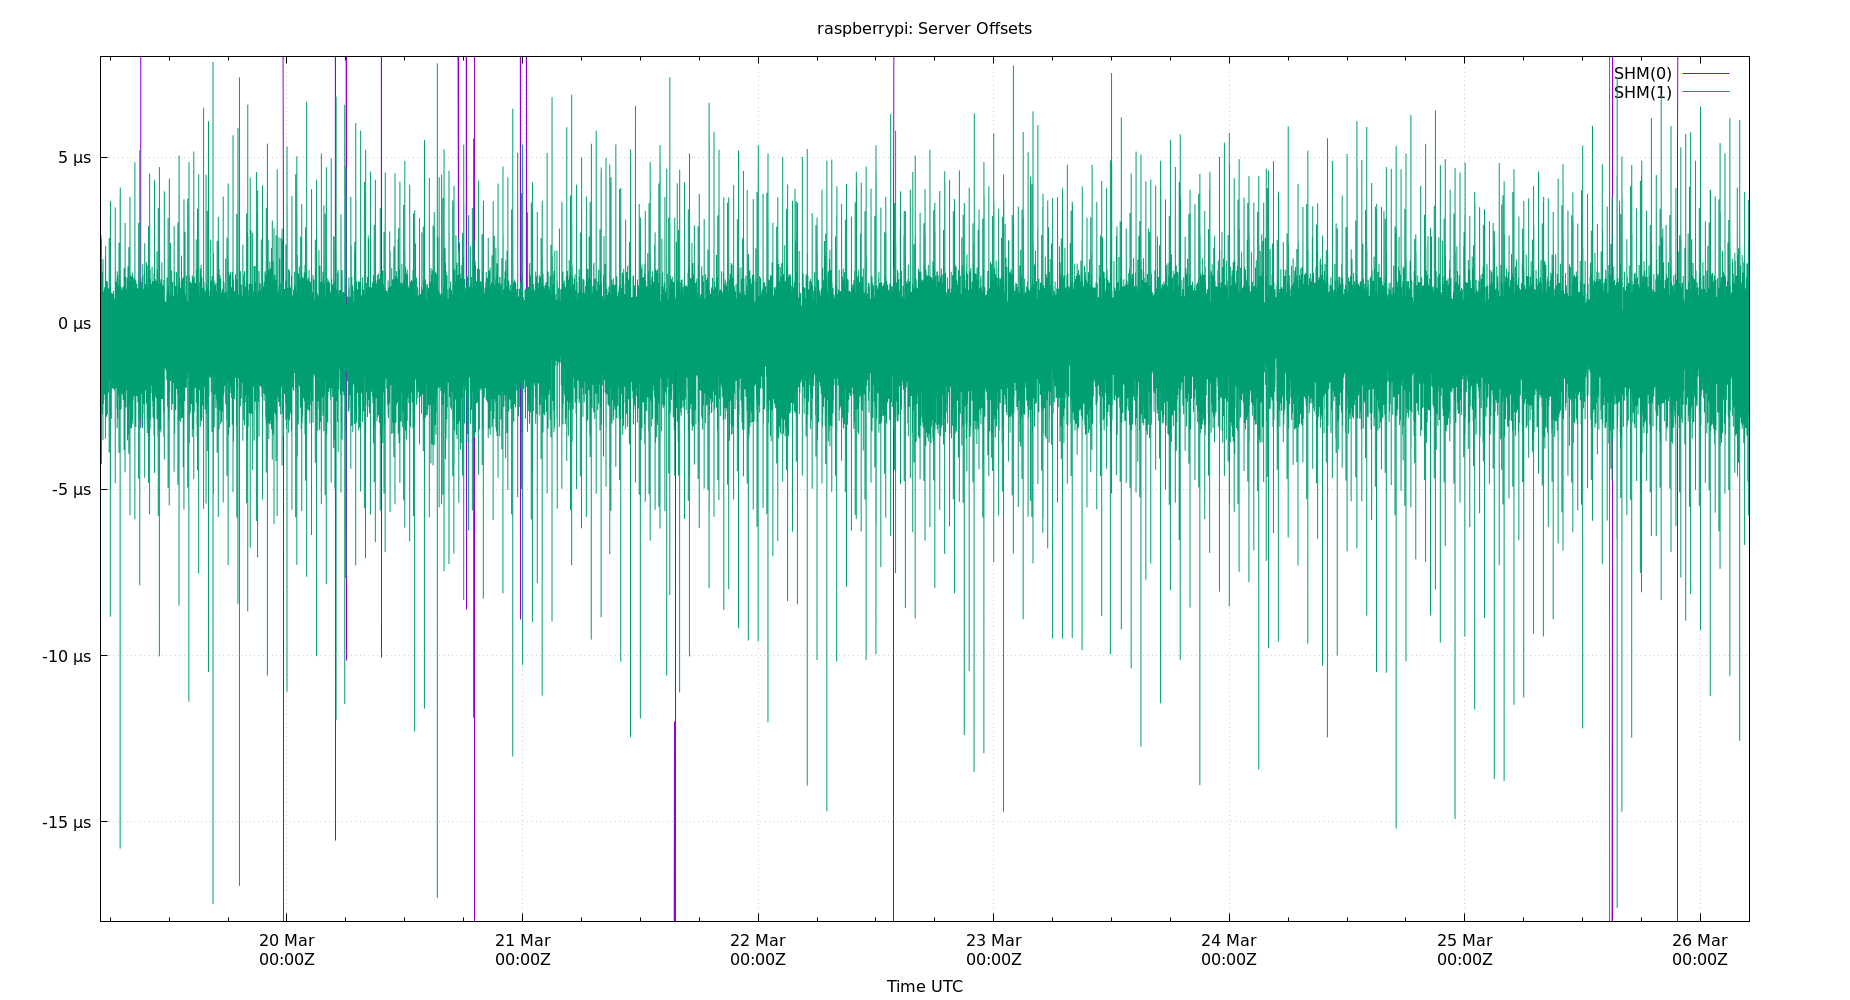 raspberrypi: Server Offsets
SHM(0)
SHM(1)
5 µs
0 µs
-5 µs
-10 µs
-15 µs
20 Mar 21 Mar 22 Mar 23 Mar 24 Mar 25 Mar 26 Mar
00:00Z 00:00Z 00:00Z 00:00Z 00:00Z 00:00Z 00:00Z
Time UTC